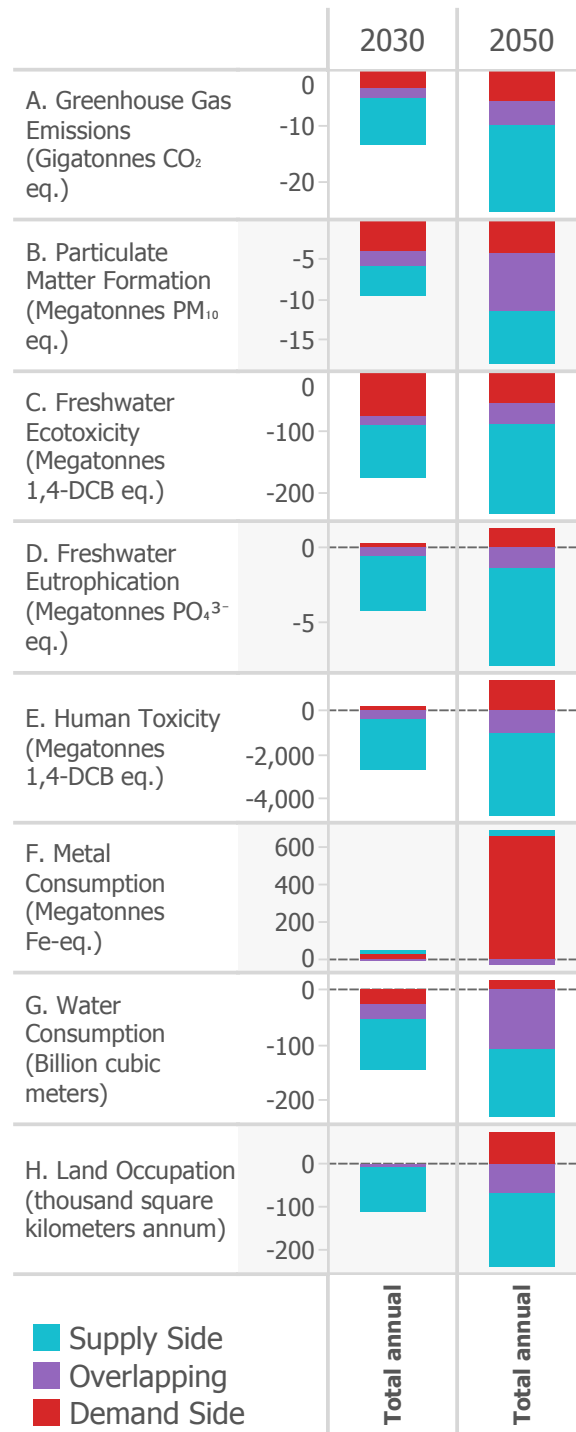 2030 2050
A. Greenhouse Gas
Emissions
(Gigatonnes CO₂
eq.)
0
-10
-20
B. Particulate
Matter Formation
(Megatonnes PM₁₀
eq.)
-5
-10
-15
C. Freshwater
Ecotoxicity
(Megatonnes
1,4-DCB eq.)
0
-100
-200
D. Freshwater
Eutrophication
(Megatonnes PO₄³⁻
eq.)
0
-5
E. Human Toxicity
(Megatonnes
1,4-DCB eq.)
0
-2,000
-4,000
F. Metal
Consumption
(Megatonnes
Fe-eq.)
600
400
200
0
G. Water
Consumption
(Billion cubic
meters)
0
-100
-200
H. Land Occupation
(thousand square
kilometers annum)
0
-100
-200
Supply Side
Overlapping
Demand Side
Total annual
Total annual